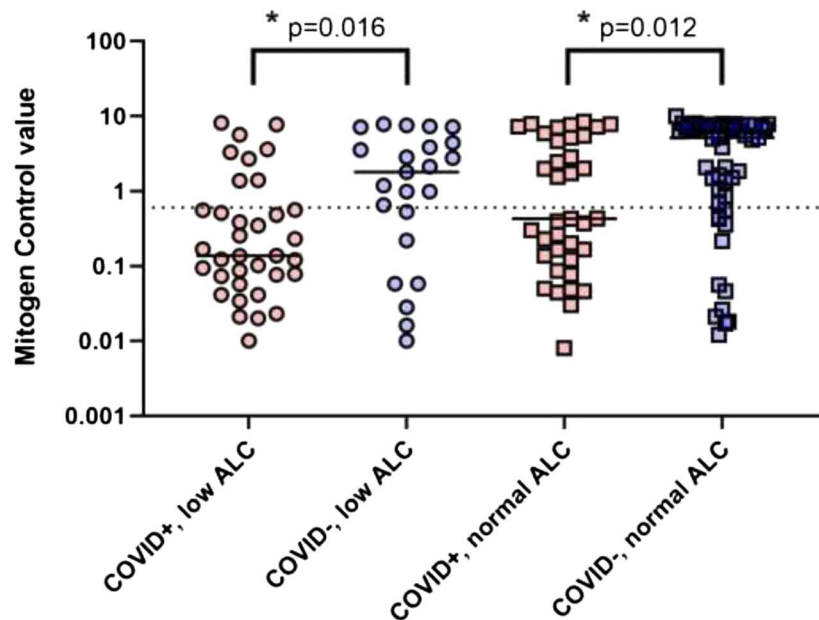 * p=0.016
* p=0.012
Mitogen Control value
100
10
1
0.1
0.01
0.001
COVID+, low ALC
COVID-, low ALC
COVID+, normal ALC
COVID-, normal ALC